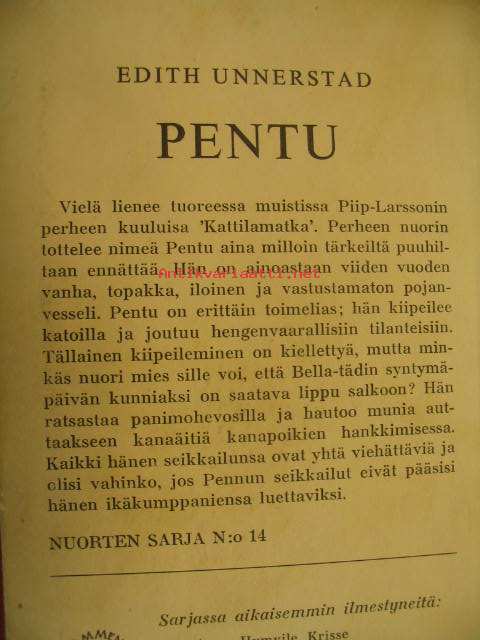 EDITH UNNERSTAD
PENTU
Vielä lienee tuoreessa muistissa Piip-Larssonin
perheen kuuluisa 'Kattilamatka'. Perheen nuorin
tottelee nimeä Pentu aina milloin tärkeiltä puuhil-
taan ennättää. Hän on ainoastaan viiden vuoden
vanha, topakka, iloinen ja vastustamaton pojan-
vesseli. Pentu on erittäin toimelias; hän kiipeilee
katoilla ja joutuu hengenvaarallisiin tilanteisiin.
Tällainen kiipeileminen on kiellettyä, mutta min-
käs nuori mies sille voi, että Bella-tädin syntymä-
päivän kunniaksi on saatava lippu salkoon? Hän
ratsastaa panimohevosilla ja hautoo munia aut-
taakseen kanaäitiä kanapoikien hankkimisessa.
Kaikki hänen seikkailunsa ovat yhtä viehättäviä ja
olisi vahinko, jos Pennun seikkailut eivät pääsisi
hänen ikäkumppaniensa luettaviksi.
NUORTEN SARJA N:o 14
Sarjassa aikaisemmin ilmestyneitä:
Krisse